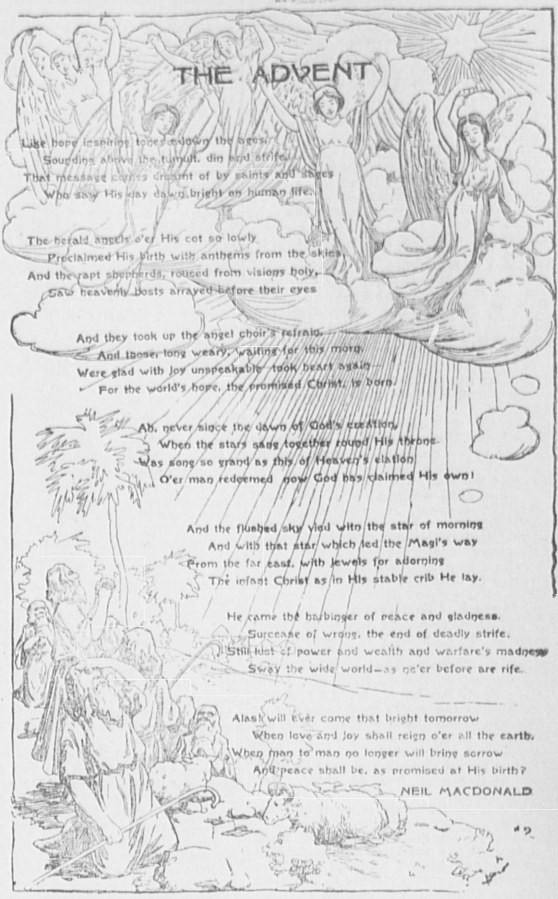 THE ADVENT
Like hope inspiring tones adown the ages,
Sounding above the tumult, din and strife,
That message comes dreamt of by saints and sages
Who saw His day dawn bright on human life.
The herald angels o'er His cot so lowly
Proclaimed His birth with anthems from the skies,
And the rapt shepherds, roused from visions holy,
Saw heavenly hosts arrayed before their eyes
And they took up the angel choir's refrain,
And those, long weary, waiting for this morn,
Were glad with joy unspeakable took heart again—
For the world's hope, the promised Christ, is born.
Ah, never since the dawn of God's creation,
When the stars sang together round His throne
Was song so grand as this of Heaven's elation
O'er man redeemed now God has claimed His own!
And the flushed sky vied with the star of morning
And with that star which led the Magi's way
From the far east, with jewels for adorning
The infant Christ as in His stable crib He lay.
He came the harbinger of peace and gladness.
Surcease of wrong, the end of deadly strife.
Still lust of power and wealth and warfare's madness
Sway the wide world—as ne'er before are rife.
Alas! will ever come that bright tomorrow
When love and joy shall reign o'er all the earth,
When man to man no longer will bring sorrow
And peace shall be, as promised at His birth?
NEIL MACDONALD